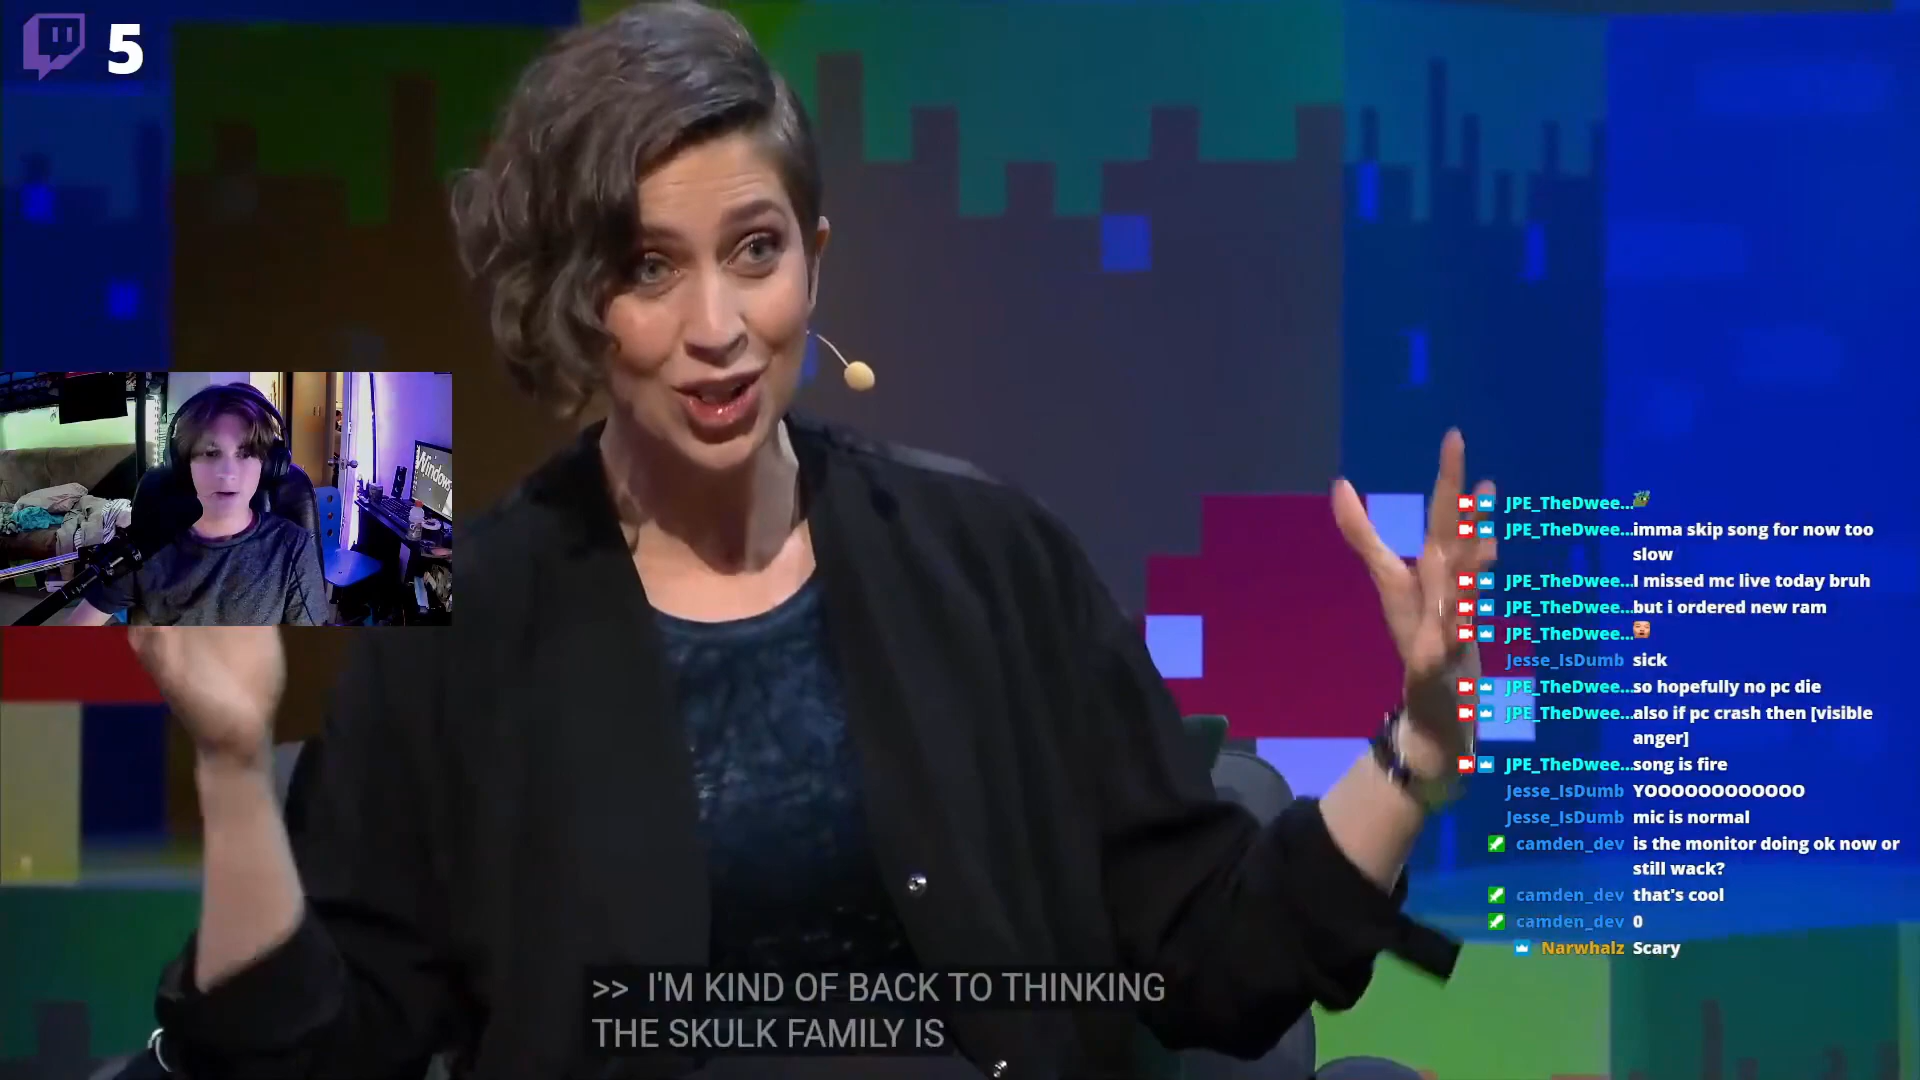 5
Windows
JPE_TheDwee...
JPE_TheDwee... imma skip song for now too
slow
JPE_TheDwee... I missed mc live today bruh
JPE_TheDwee... but i ordered new ram
JPE_TheDwee...
Jesse_IsDumb sick
JPE_TheDwee... so hopefully no pc die
JPE_TheDwee... also if pc crash then [visible
anger]
JPE_TheDwee... song is fire
Jesse_IsDumb YOOOOOOOOOOOO
Jesse_IsDumb mic is normal
camden_dev is the monitor doing ok now or
still wack?
camden_dev that's cool
camden_dev 0
Narwhalz Scary
>> I'M KIND OF BACK TO THINKING
THE SKULK FAMILY IS